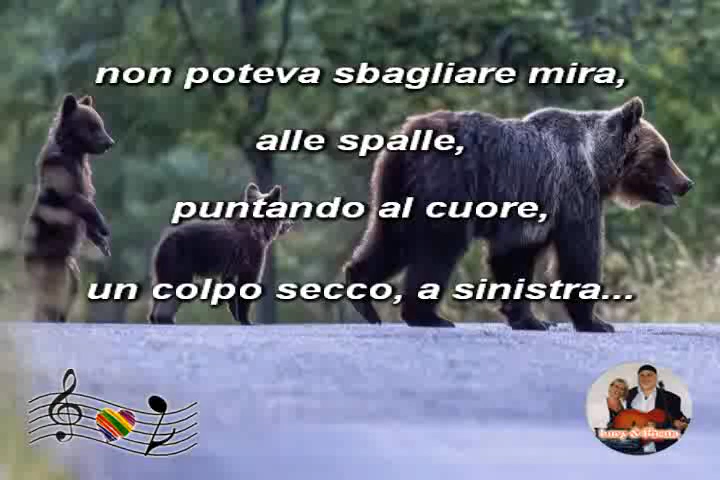 non poteva sbagliare mira,
alle spalle,
puntando al cuore,
un colpo secco, a sinistra...